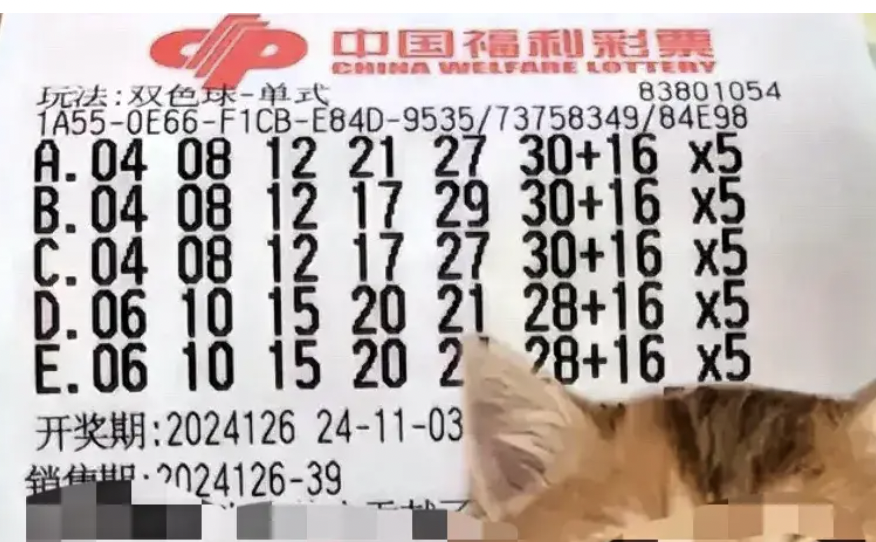 中国福利彩票
CHINA WELFARE LOTTERY
玩法:双色球-单式 83801054
1A55-0E66-F1CB-E84D-9535/73758349/84E98
A.04 08 12 21 27 30+16 x5
B.04 08 12 17 29 30+16 x5
C.04 08 12 17 27 30+16 x5
D.06 10 15 20 21 28+16 x5
E.06 10 15 20 28+16 x5
开奖期:2024126 24-11-03
销售期:2024126-39